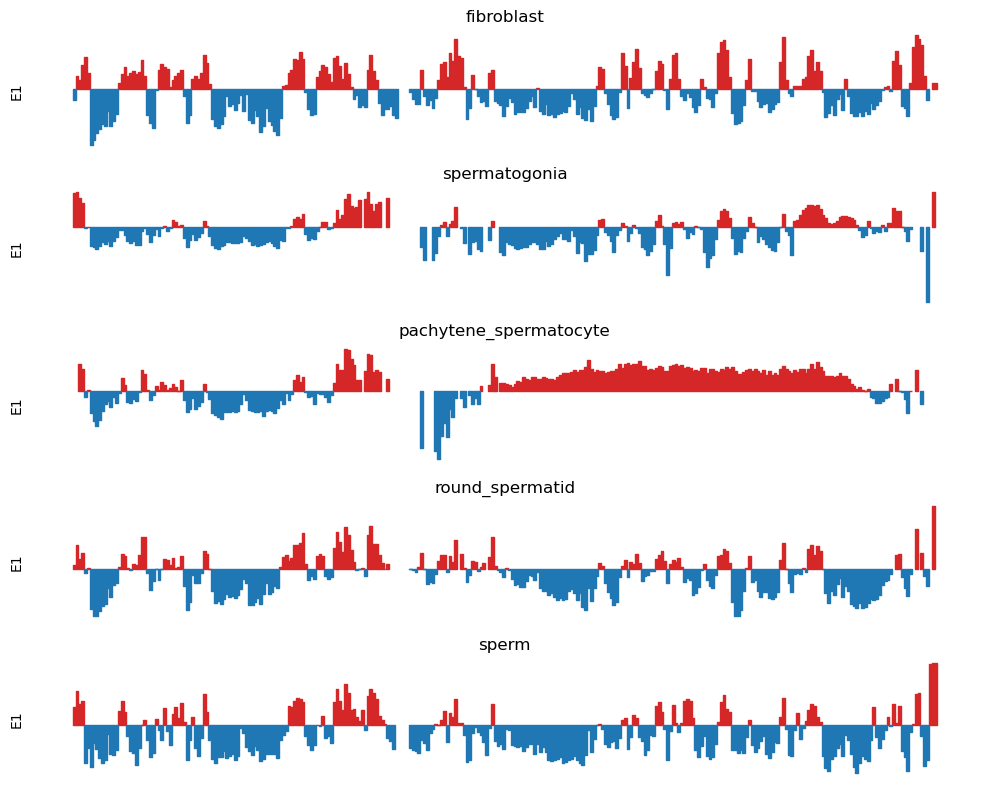 fibroblast
E1
spermatogonia
E1
pachytene_spermatocyte
E1
round_spermatid
E1
sperm
E1